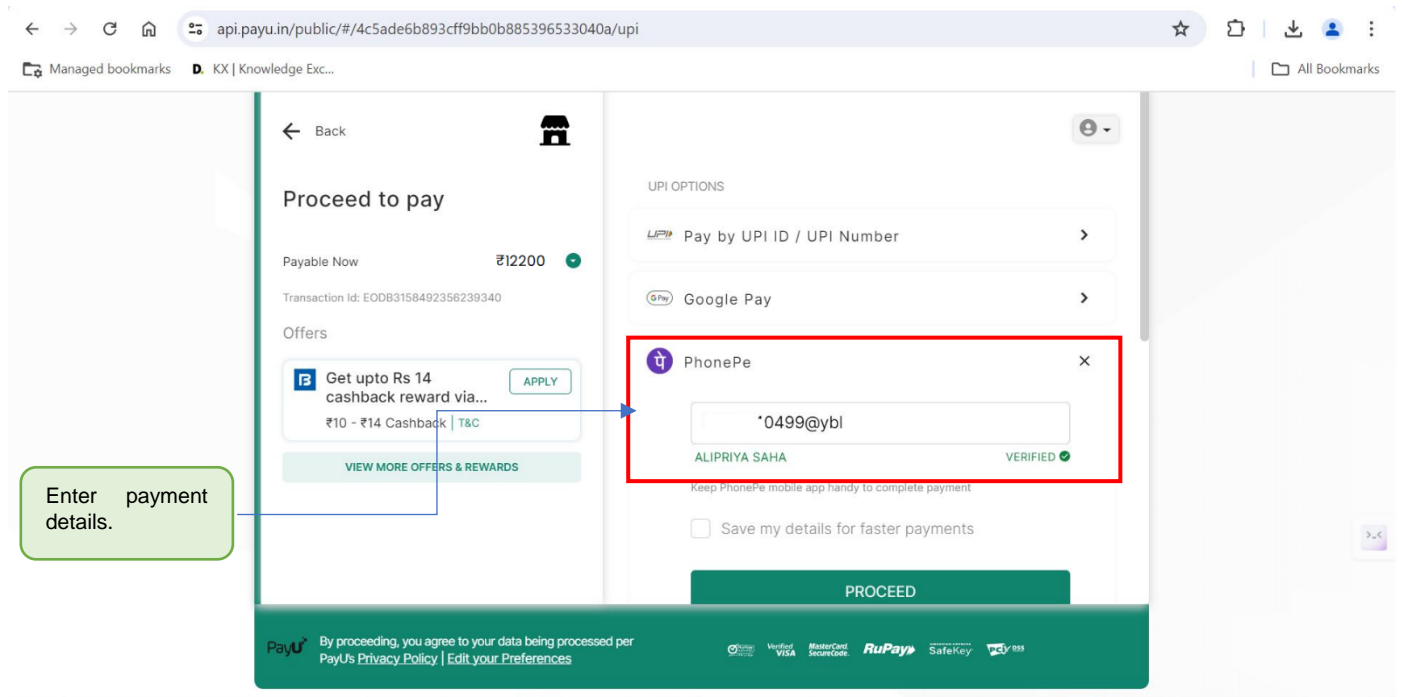 api.payu.in/public/#/4c5ade6b893cff9bb0b885396533040a/upi
Managed bookmarks
D. KX | Knowledge Exc...
All Bookmarks
Back
Proceed to pay
Payable Now ₹12200
Transaction Id: EODB3158492356239340
Offers
Get upto Rs 14
cashback reward via...
APPLY
₹10 - ₹14 Cashback | T&C
VIEW MORE OFFERS & REWARDS
Enter payment
details.
UPI OPTIONS
UPI Pay by UPI ID / UPI Number
G Pay Google Pay
पे PhonePe
0499@ybl
ALIPRIYA SAHA VERIFIED
Keep PhonePe mobile app handy to complete payment
Save my details for faster payments
PROCEED
PayU
By proceeding, you agree to your data being processed per
PayU's Privacy Policy | Edit your Preferences
Verified
VISA
MasterCard.
SecureCode.
RuPay
SafeKey
pci DSS